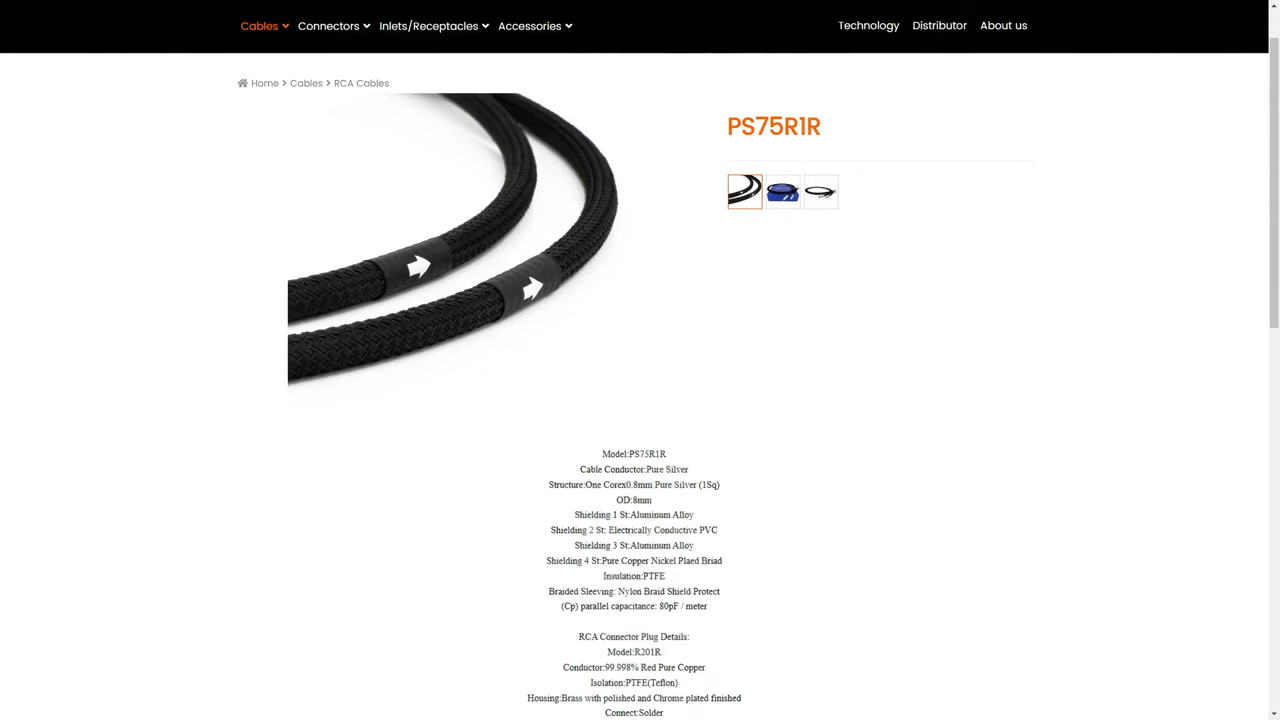 Cables Connectors Inlets/Receptacles Accessories Technology Distributor About us
Home > Cables > RCA Cables
PS75R1R
Model:PS75R1R
Cable Conductor:Pure Silver
Structure:One Corex0.8mm Pure Silver (1Sq)
OD:8mm
Shielding 1 St:Aluminum Alloy
Shielding 2 St: Electrically Conductive PVC
Shielding 3 St:Aluminum Alloy
Shielding 4 St:Pure Copper Nickel Plaed Briad
Insulation:PTFE
Braided Sleeving: Nylon Braid Shield Protect
(Cp) parallel capacitance: 80pF / meter
RCA Connector Plug Details:
Model:R201R
Conductor:99.998% Red Pure Copper
Isolation:PTFE(Teflon)
Housing:Brass with polished and Chrome plated finished
Connect:Solder